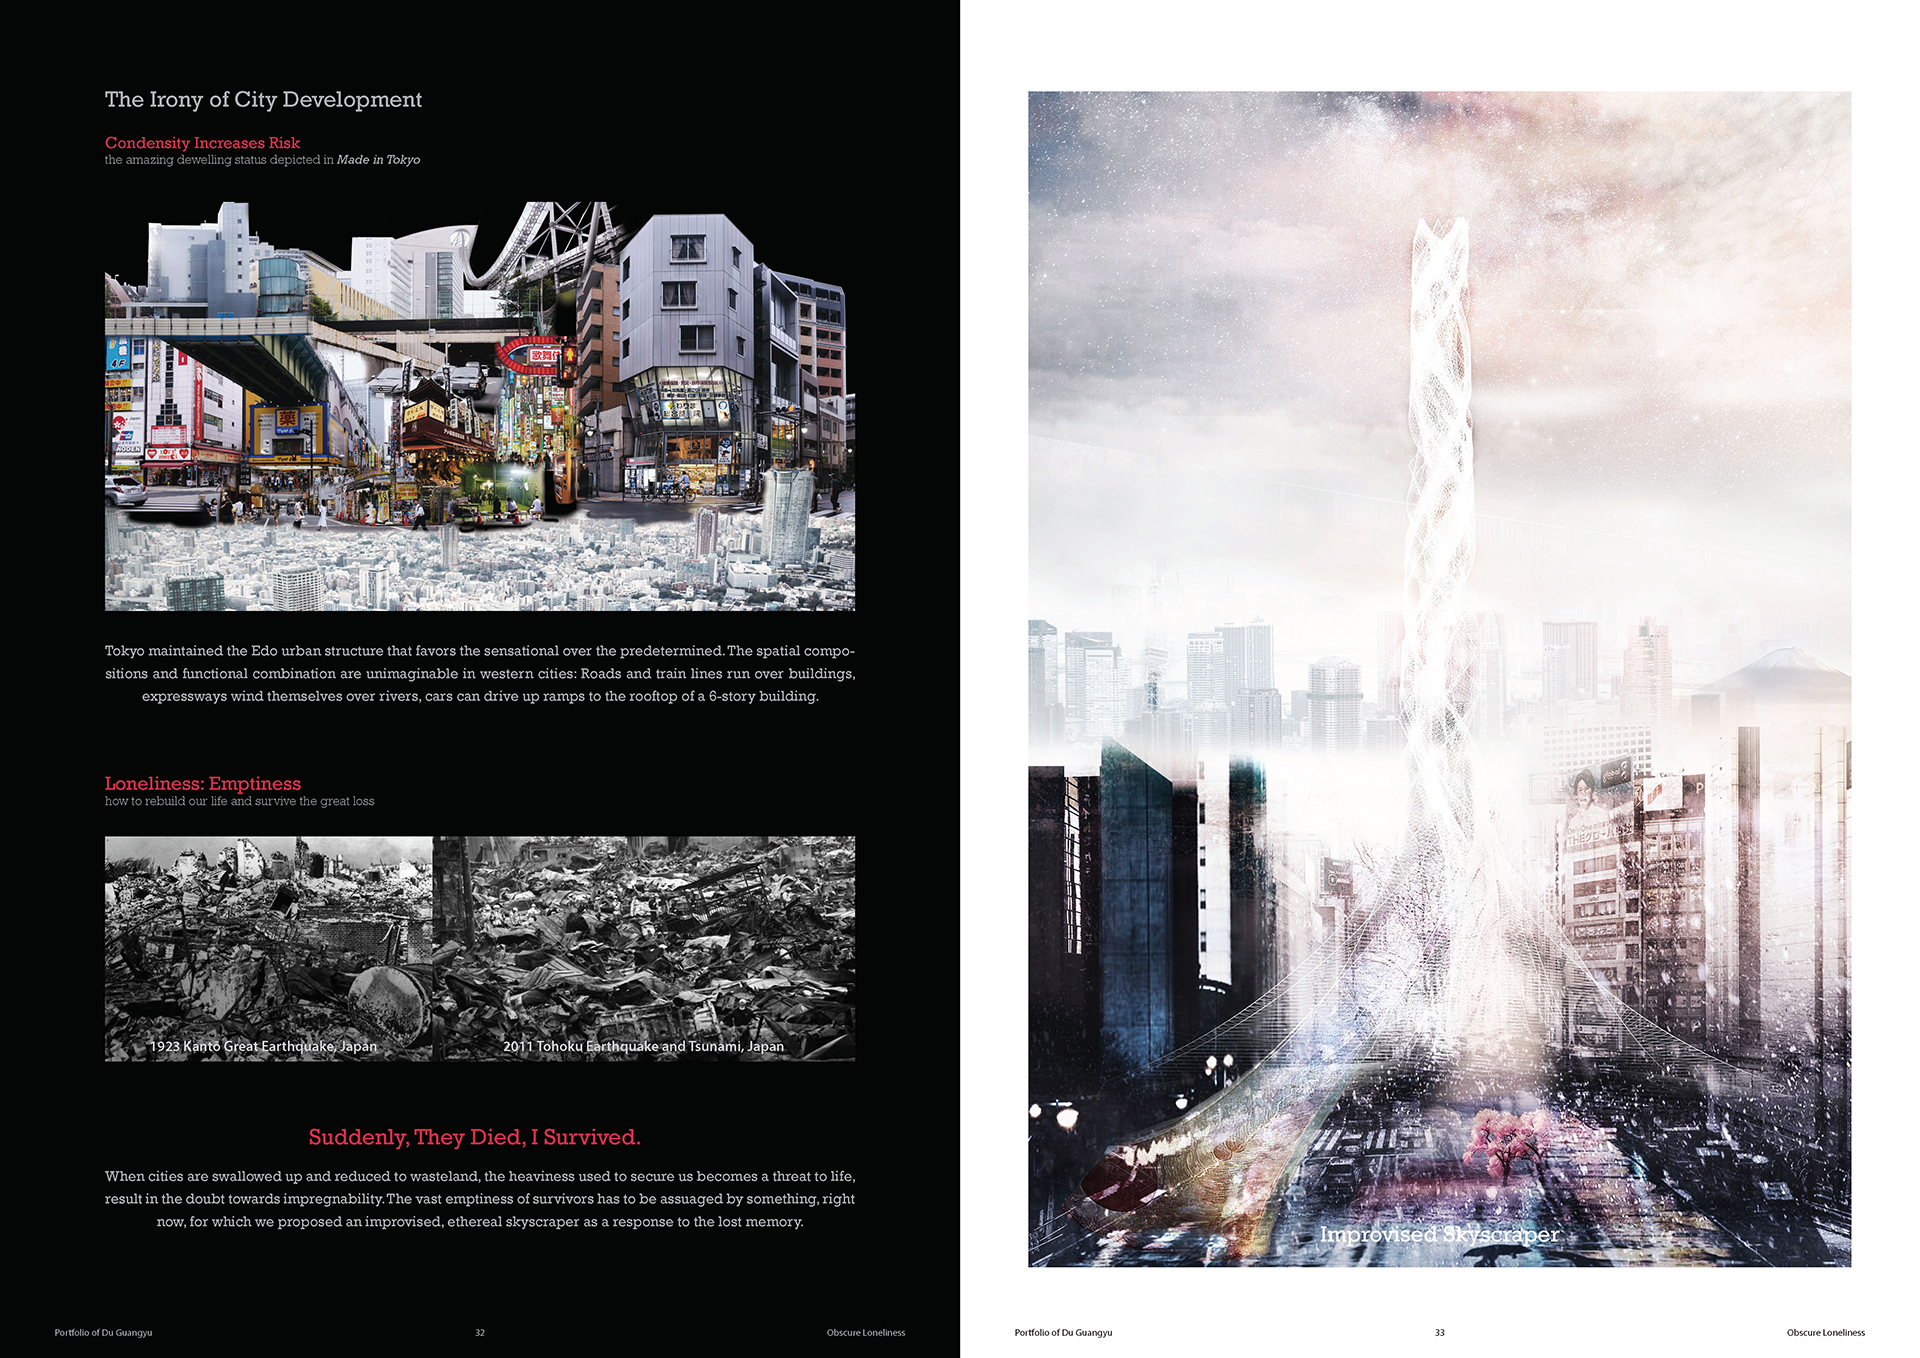 The Irony of City Development
Condensity Increases Risk
the amazing dewelling status depicted in Made in Tokyo
4F
薬
歌舞伎
Tokyo maintained the Edo urban structure that favors the sensational over the predetermined. The spatial compo-
sitions and functional combination are unimaginable in western cities: Roads and train lines run over buildings,
expressways wind themselves over rivers, cars can drive up ramps to the rooftop of a 6-story building.
Loneliness: Emptiness
how to rebuild our life and survive the great loss
1923 Kanto Great Earthquake, Japan
2011 Tohoku Earthquake and Tsunami, Japan
Suddenly, They Died, I Survived.
When cities are swallowed up and reduced to wasteland, the heaviness used to secure us becomes a threat to life,
result in the doubt towards impregnability. The vast emptiness of survivors has to be assuaged by something, right
now, for which we proposed an improvised, ethereal skyscraper as a response to the lost memory.
Portfolio of Du Guangyu
32
Obscure Loneliness
global
Improvised Skyscraper
Portfolio of Du Guangyu
33
Obscure Loneliness